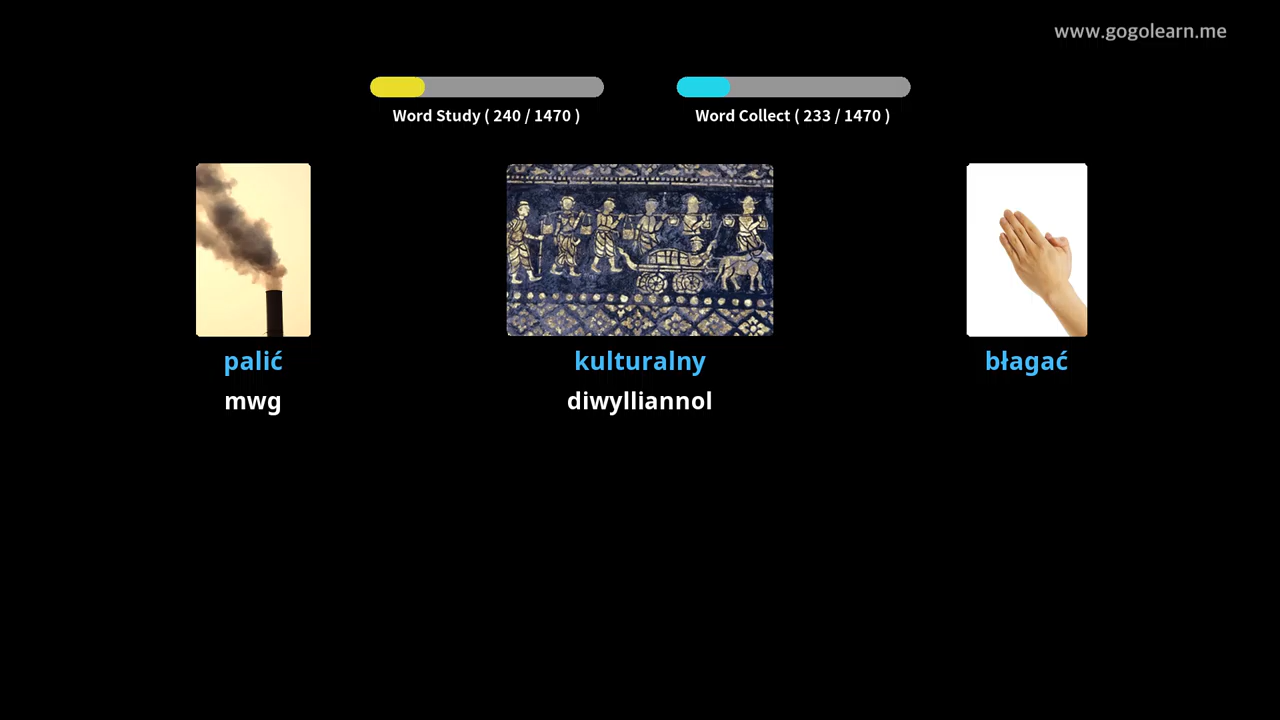 www.gogolearn.me
Word Study ( 240 / 1470 )
Word Collect ( 233 / 1470 )
palić
mwg
kulturalny
diwylliannol
błagać